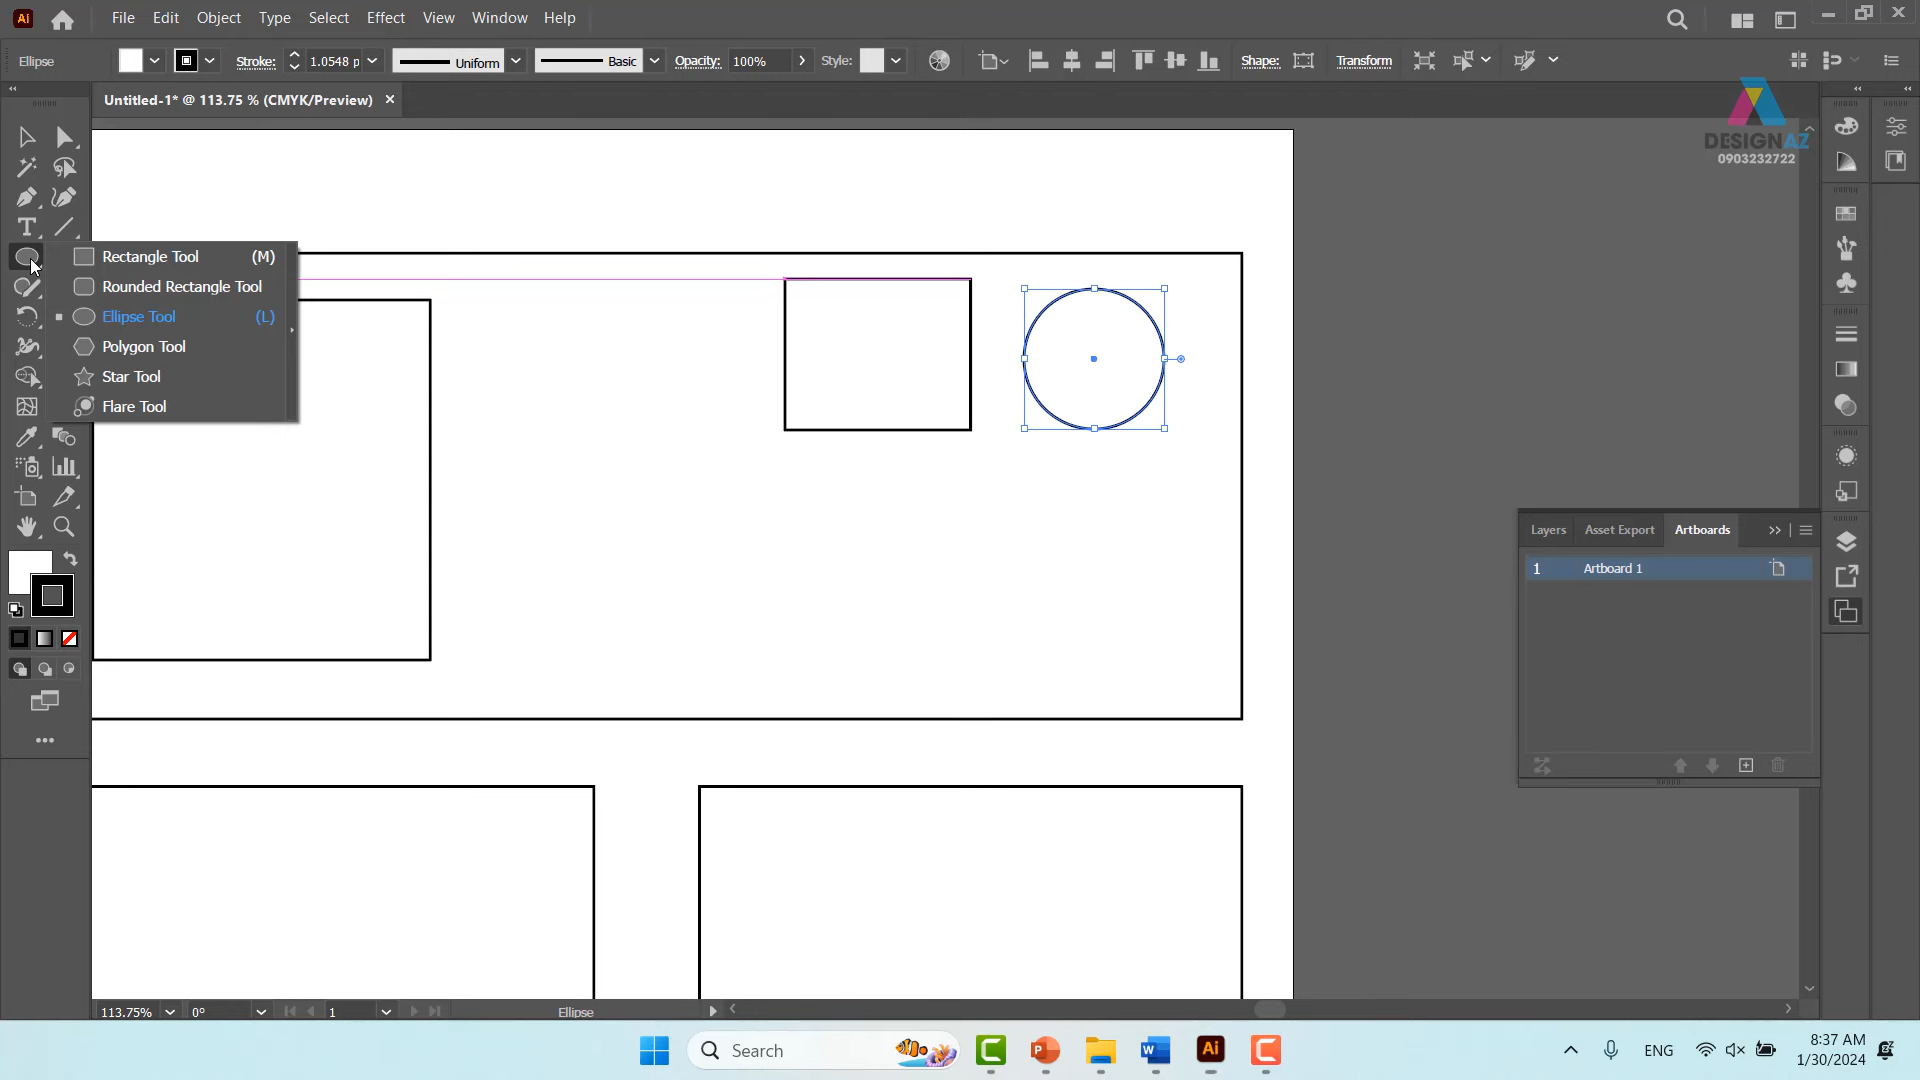 Ai File Edit Object Type Select Effect View Window Help
Ellipse Stroke: 1.0548 p Uniform Basic Opacity: 100% Style: Shape: Transform
Untitled-1* @ 113.75 % (CMYK/Preview) ×
DESIGNAZ
0903232722
Rectangle Tool (M)
Rounded Rectangle Tool
Ellipse Tool (L)
Polygon Tool
Star Tool
Flare Tool
Layers Asset Export Artboards
1 Artboard 1
113.75% 0° 1 Ellipse
Search
Ai
ENG
8:37 AM
1/30/2024